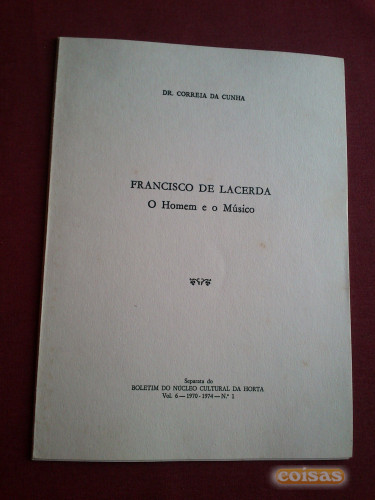 DR. CORREIA DA CUNHA
FRANCISCO DE LACERDA
O Homem e o Músico
Separata do
BOLETIM DO NÚCLEO CULTURAL DA HORTA
Vol. 6 — 1970-1974 — N.º 1
coisas